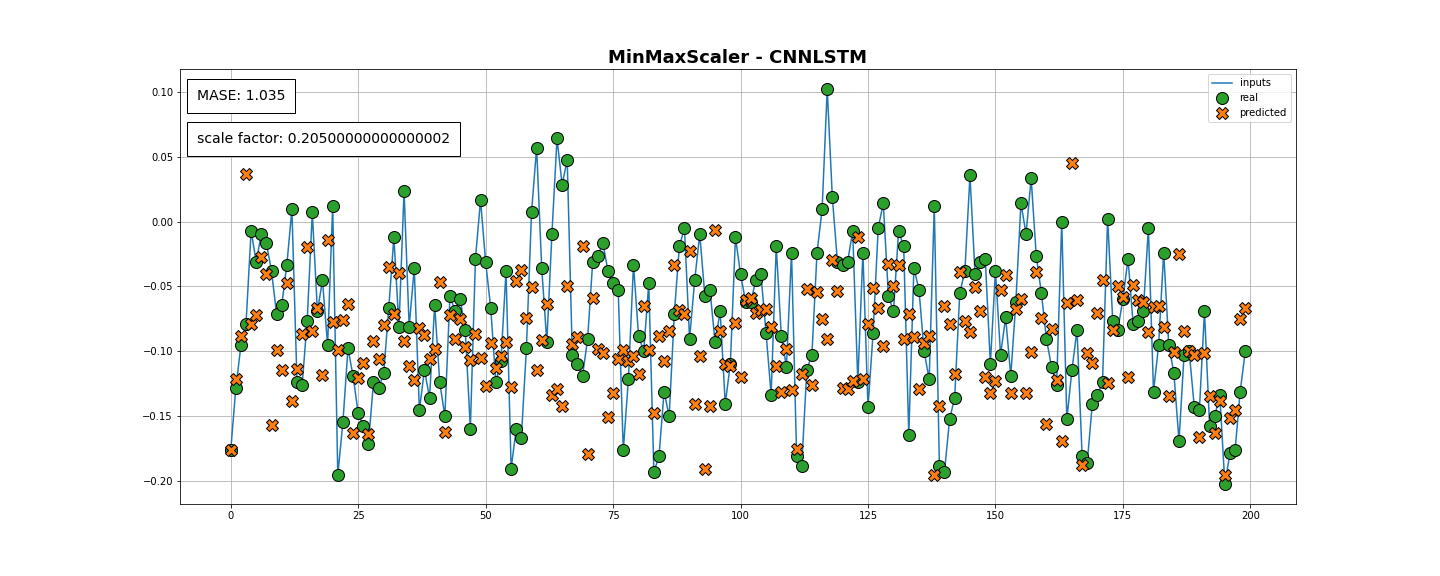 MinMaxScaler - CNNLSTM
MASE: 1.035
scale factor: 0.20500000000000002
inputs
real
predicted
0.10
0.05
0.00
−0.05
−0.10
−0.15
−0.20
0 25 50 75 100 125 150 175 200